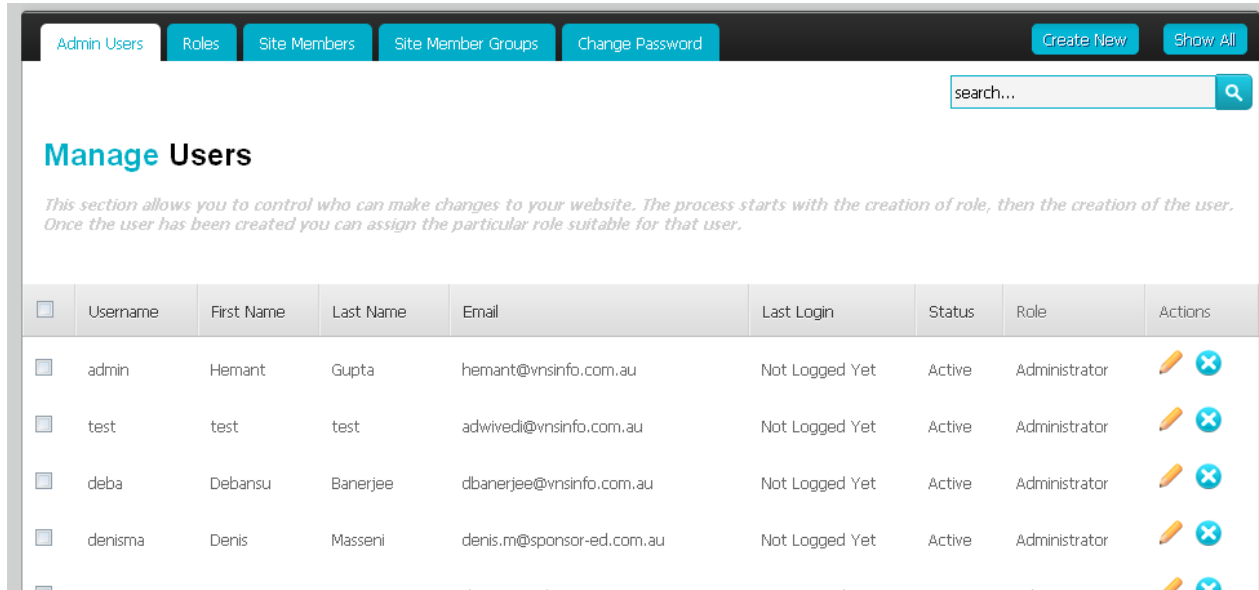 Admin Users Roles Site Members Site Member Groups Change Password Create New Show All
search...
Manage Users
This section allows you to control who can make changes to your website. The process starts with the creation of role, then the creation of the user.
Once the user has been created you can assign the particular role suitable for that user.
Username First Name Last Name Email Last Login Status Role Actions
admin Hemant Gupta hemant@vnsinfo.com.au Not Logged Yet Active Administrator
test test test adwivedi@vnsinfo.com.au Not Logged Yet Active Administrator
deba Debansu Banerjee dbanerjee@vnsinfo.com.au Not Logged Yet Active Administrator
denisma Denis Masseni denis.m@sponsor-ed.com.au Not Logged Yet Active Administrator